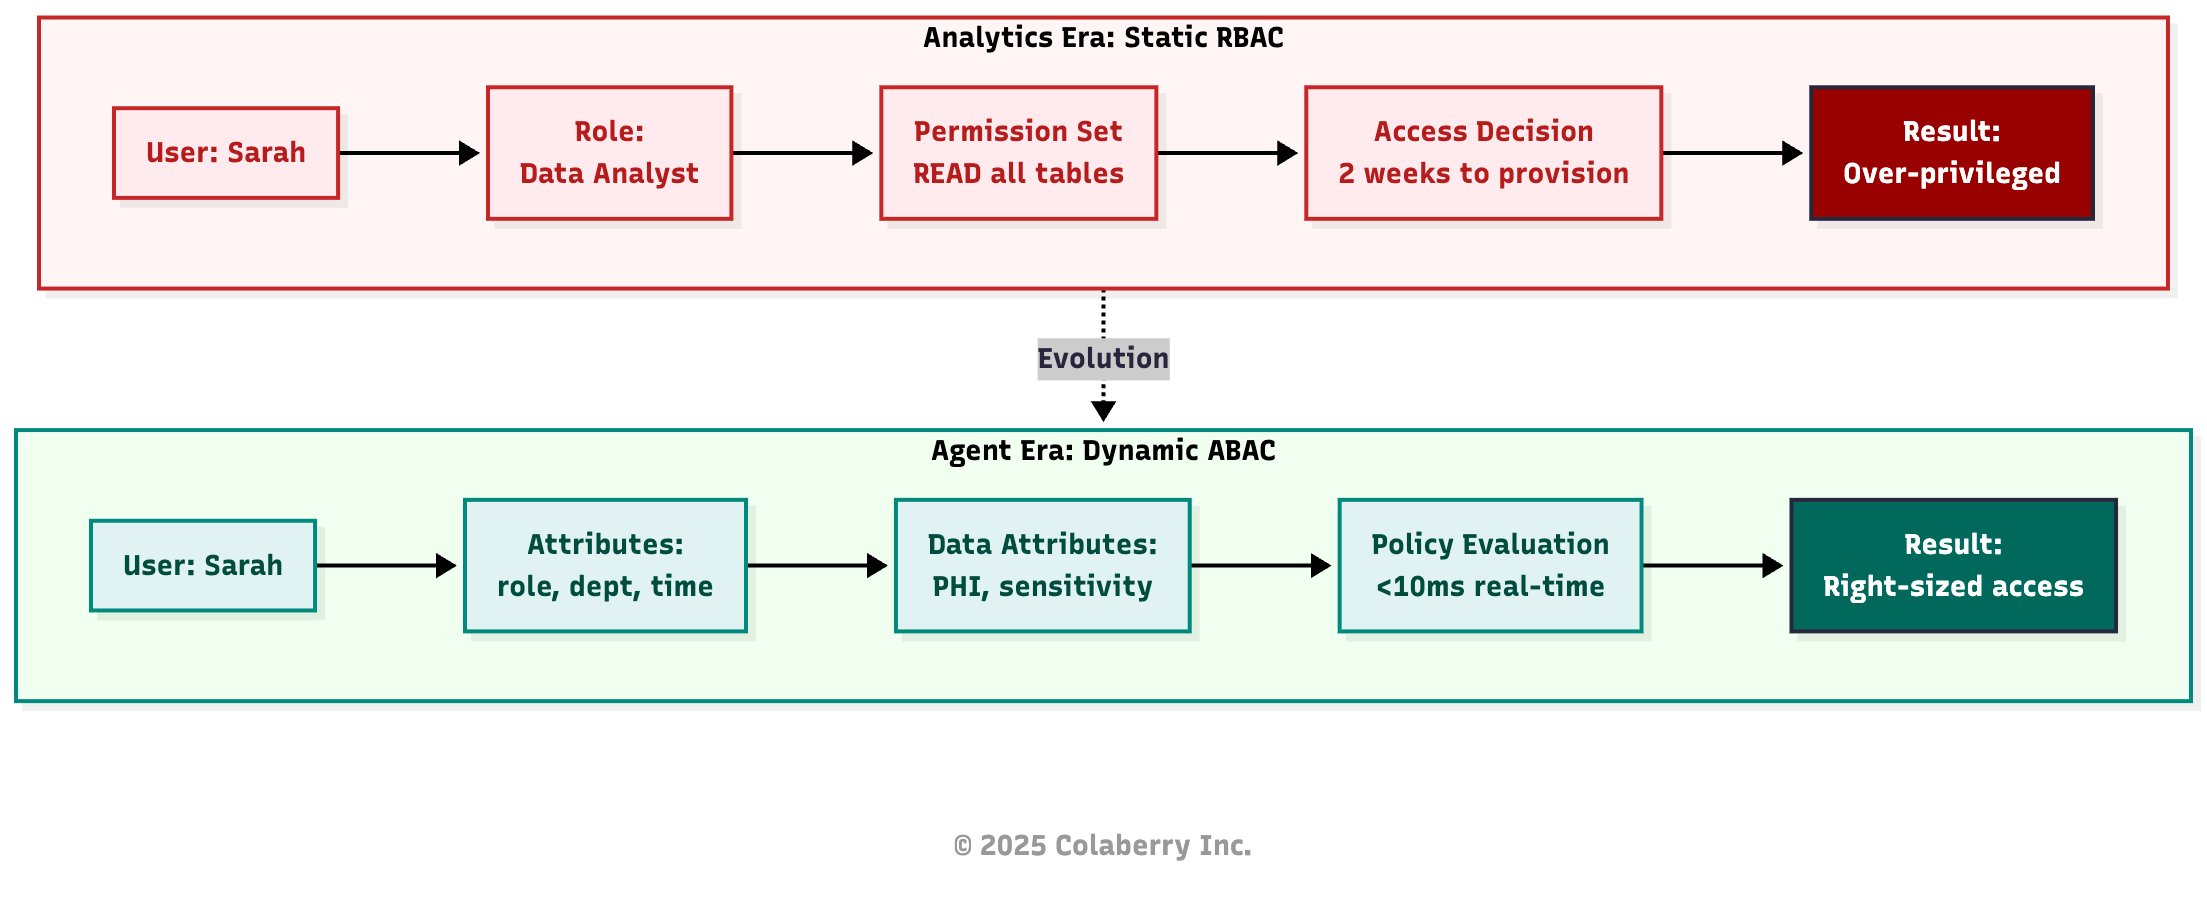 Analytics Era: Static RBAC
User: Sarah
Role:
Data Analyst
Permission Set
READ all tables
Access Decision
2 weeks to provision
Result:
Over-privileged
Evolution
Agent Era: Dynamic ABAC
User: Sarah
Attributes:
role, dept, time
Data Attributes:
PHI, sensitivity
Policy Evaluation
<10ms real-time
Result:
Right-sized access
© 2025 Colaberry Inc.